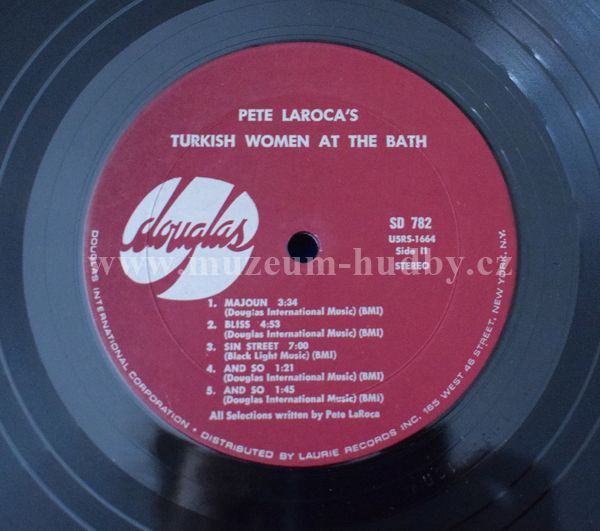 PETE LAROCA'S
TURKISH WOMEN AT THE BATH
douglas
SD 782
U5RS-1664
Side II
STEREO
www.muzeum-hudby.cz
1. MAJOUN 3:34
(Douglas International Music) (BMI)
2. BLISS 4:53
(Douglas International Music) (BMI)
3. SIN STREET 7:00
(Black Light Music) (BMI)
4. AND SO 1:21
(Douglas International Music) (BMI)
5. AND SO 1:45
(Douglas International Music) (BMI)
All Selections written by Pete LaRoca
DOUGLAS INTERNATIONAL CORPORATION • DISTRIBUTED BY LAURIE RECORDS INC, 165 WEST 46 STREET, NEW YORK, N.Y.